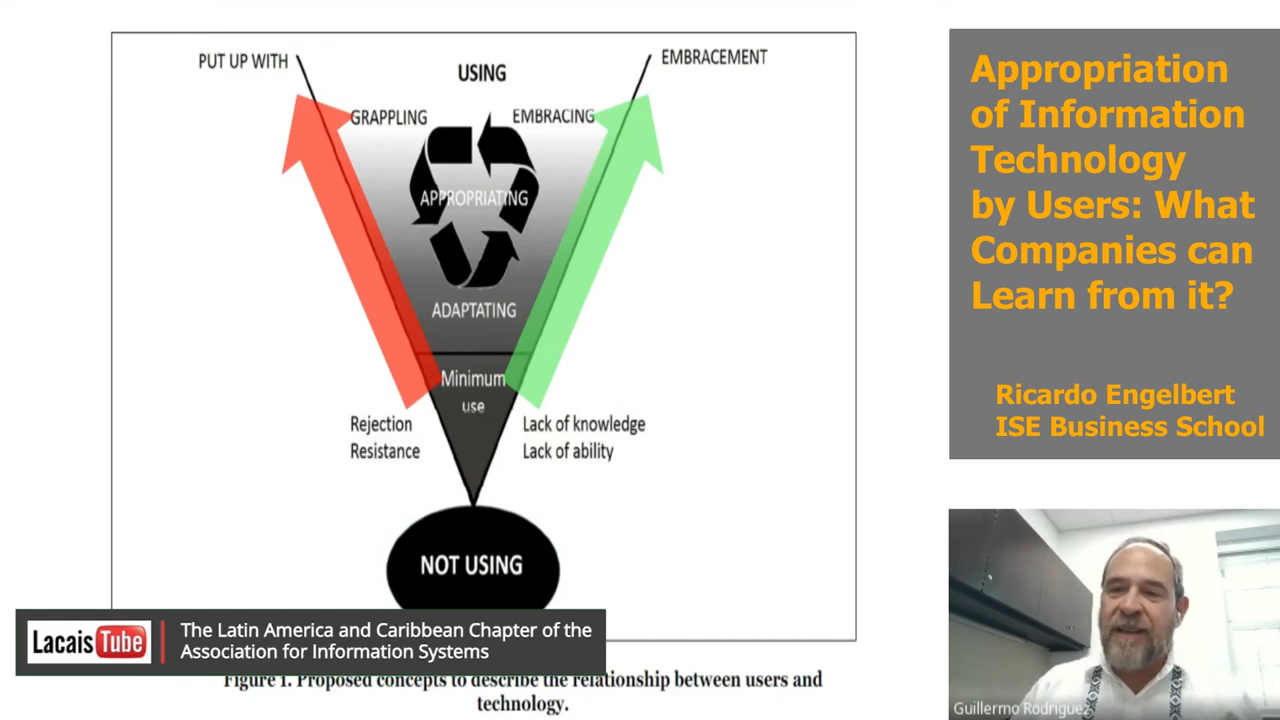 PUT UP WITH
EMBRACEMENT
USING
GRAPPLING
EMBRACING
APPROPRIATING
ADAPTATING
Minimum
use
Rejection
Resistance
Lack of knowledge
Lack of ability
NOT USING
LacaisTube
The Latin America and Caribbean Chapter of the
Association for Information Systems
Figure 1. Proposed concepts to describe the relationship between users and
technology.
Appropriation
of Information
Technology
by Users: What
Companies can
Learn from it?
Ricardo Engelbert
ISE Business School
Guillermo Rodriguez